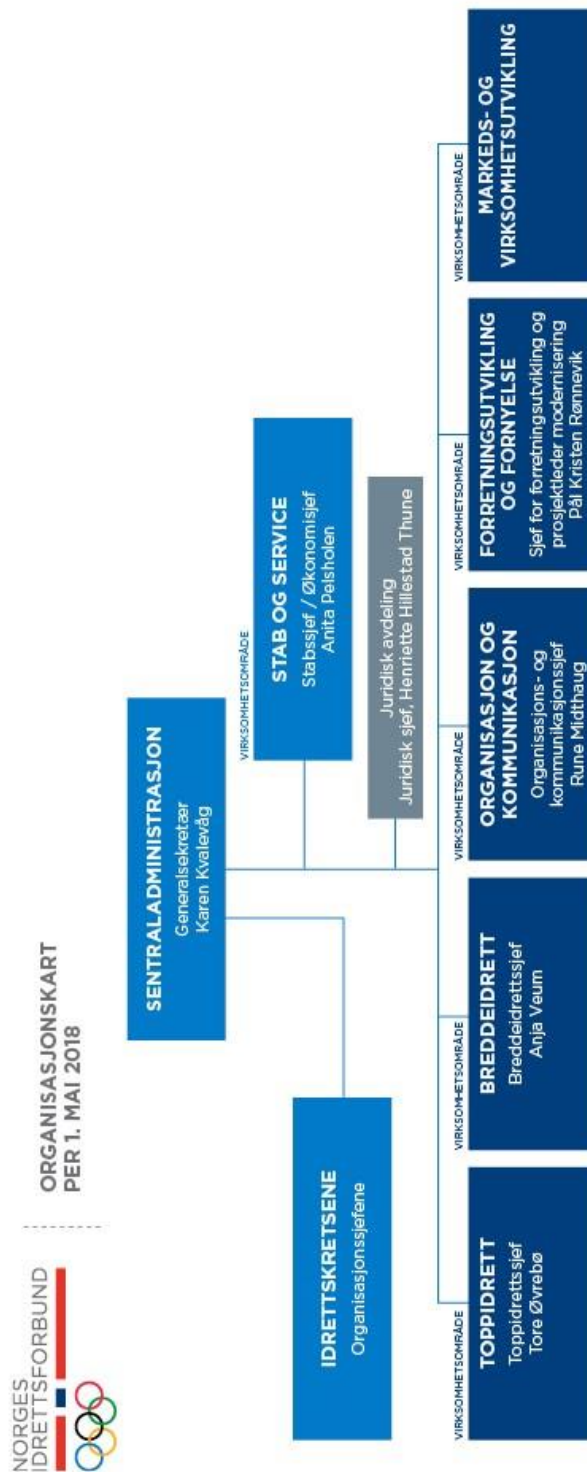 NORGES
IDRETTSFORBUND
ORGANISASJONSKART
PER 1. MAI 2018
SENTRALADMINISTRASJON
Generalsekretær
Karen Kvalevåg
IDRETTSKRETSENE
Organisasjonssjefene
VIRKSOMHETSOMRÅDE
STAB OG SERVICE
Stabssjef / Økonomisjef
Anita Pelsholen
Juridisk avdeling
Juridisk sjef, Henriette Hillestad Thune
VIRKSOMHETSOMRÅDE
TOPPIDRETT
Toppidrettssjef
Tore Øvrebø
VIRKSOMHETSOMRÅDE
BREDDEIDRETT
Breddeidrettssjef
Anja Veum
VIRKSOMHETSOMRÅDE
ORGANISASJON OG
KOMMUNIKASJON
Organisasjons- og
kommunikasjonssjef
Rune Midthaug
VIRKSOMHETSOMRÅDE
FORRETNINGSUTVIKLING
OG FORNYELSE
Sjef for forretningsutvikling og
prosjektleder modernisering
Pål Kristen Rønnevik
VIRKSOMHETSOMRÅDE
MARKEDS- OG
VIRKSOMHETSUTVIKLING